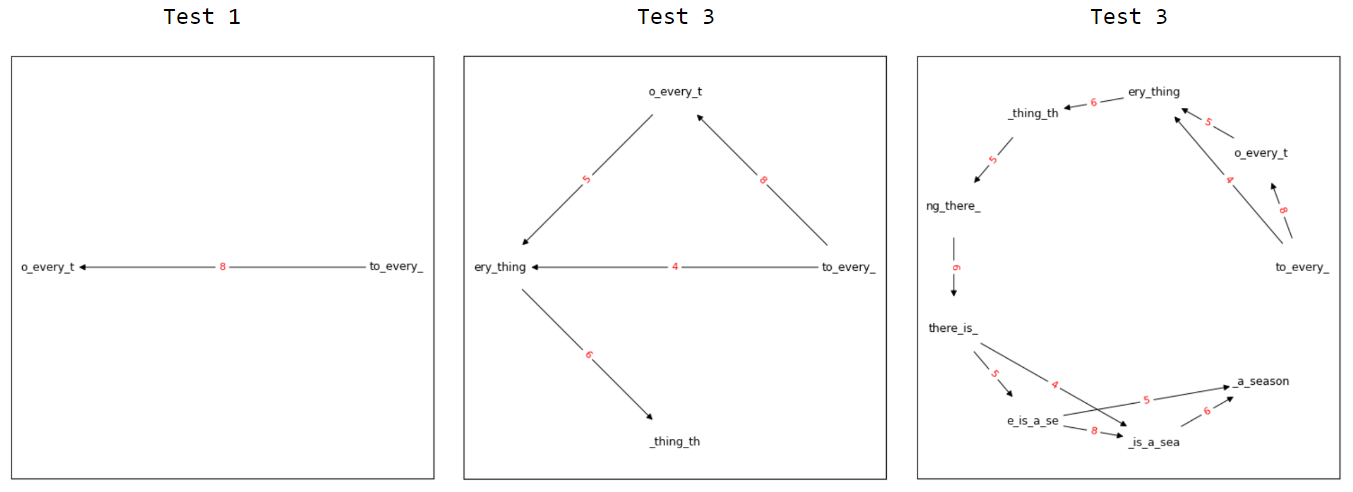 Test 1
Test 3
Test 3
o_every_t
8
to_every_
o_every_t
5
8
ery_thing
4
to_every_
6
_thing_th
ery_thing
6
_thing_th
5
o_every_t
5
4
ng_there_
8
to_every_
6
there_is_
5
4
_a_season
5
e_is_a_se
8
6
_is_a_sea